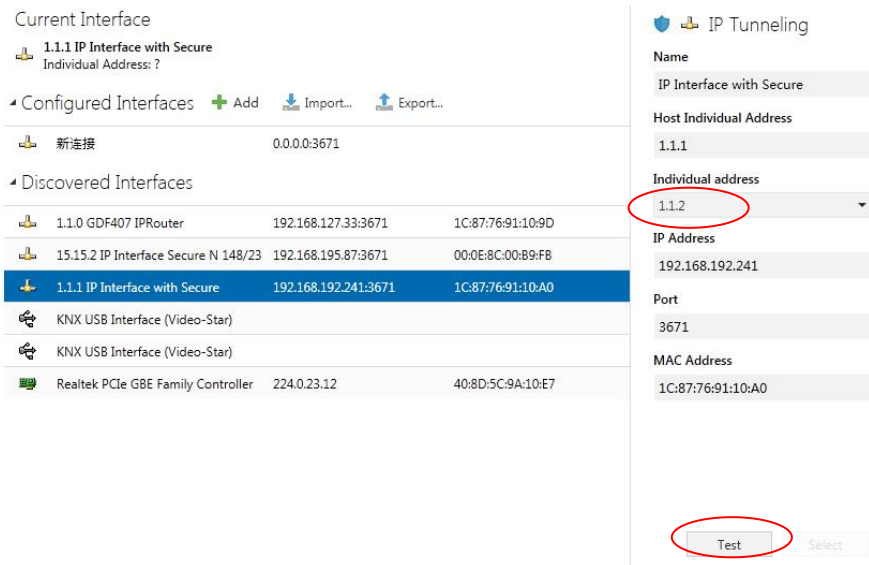 Current Interface
1.1.1 IP Interface with Secure
Individual Address: ?
Configured Interfaces Add Import... Export...
新连接 0.0.0.0:3671
Discovered Interfaces
1.1.0 GDF407 IPRouter 192.168.127.33:3671 1C:87:76:91:10:9D
15.15.2 IP Interface Secure N 148/23 192.168.195.87:3671 00:0E:8C:00:B9:FB
1.1.1 IP Interface with Secure 192.168.192.241:3671 1C:87:76:91:10:A0
KNX USB Interface (Video-Star)
KNX USB Interface (Video-Star)
Realtek PCIe GBE Family Controller 224.0.23.12 40:8D:5C:9A:10:E7
IP Tunneling
Name
IP Interface with Secure
Host Individual Address
1.1.1
Individual address
1.1.2
IP Address
192.168.192.241
Port
3671
MAC Address
1C:87:76:91:10:A0
Test Select